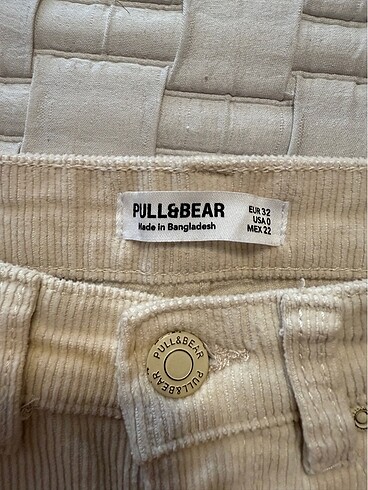 PULL&BEAR
Made in Bangladesh
EUR 32
USA 0
MEX 22
PULL&BEAR
PULL&BEAR